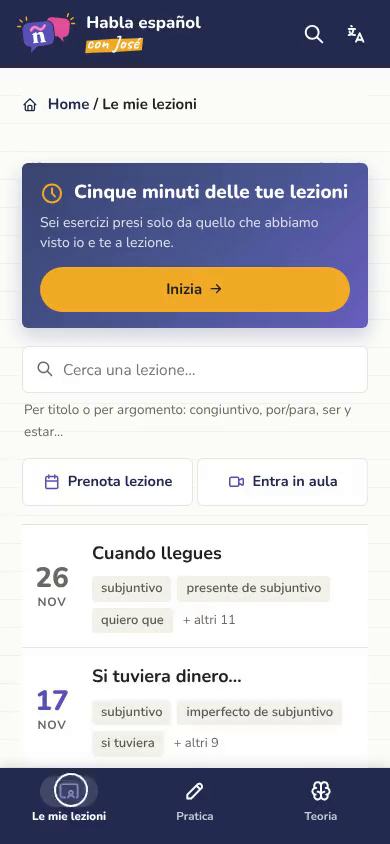 Habla español
ñ
con José
Home / Le mie lezioni
Cinque minuti delle tue lezioni
Sei esercizi presi solo da quello che abbiamo
visto io e te a lezione.
Inizia →
Cerca una lezione...
Per titolo o per argomento: congiuntivo, por/para, ser y
estar...
Prenota lezione
Entra in aula
26
NOV
Cuando llegues
subjuntivo
presente de subjuntivo
quiero que
+ altri 11
17
NOV
Si tuviera dinero...
subjuntivo
imperfecto de subjuntivo
si tuviera
+ altri 9
Le mie lezioni
Pratica
Teoria